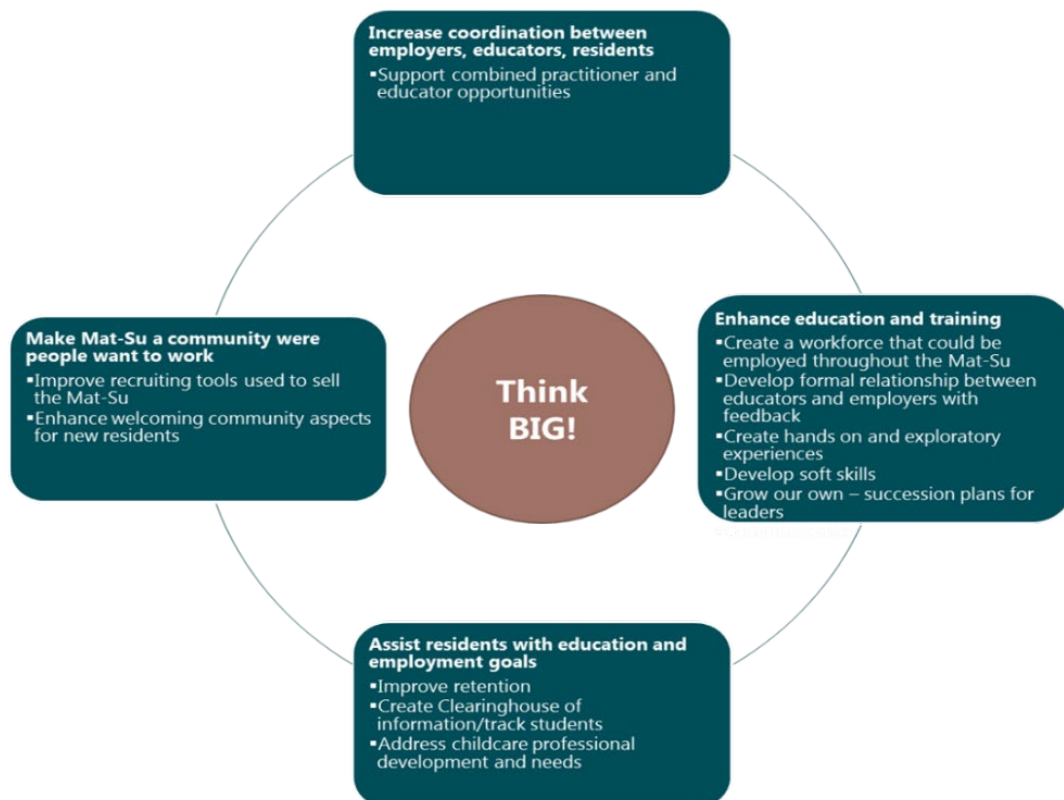 Increase coordination between
employers, educators, residents
▪Support combined practitioner and
educator opportunities
Enhance education and training
▪Create a workforce that could be
employed throughout the Mat-Su
▪Develop formal relationship between
educators and employers with
feedback
▪Create hands on and exploratory
experiences
▪Develop soft skills
▪Grow our own – succession plans for
leaders
Assist residents with education and
employment goals
▪Improve retention
▪Create Clearinghouse of
information/track students
▪Address childcare professional
development and needs
Make Mat-Su a community were
people want to work
▪Improve recruiting tools used to sell
the Mat-Su
▪Enhance welcoming community aspects
for new residents
Think
BIG!